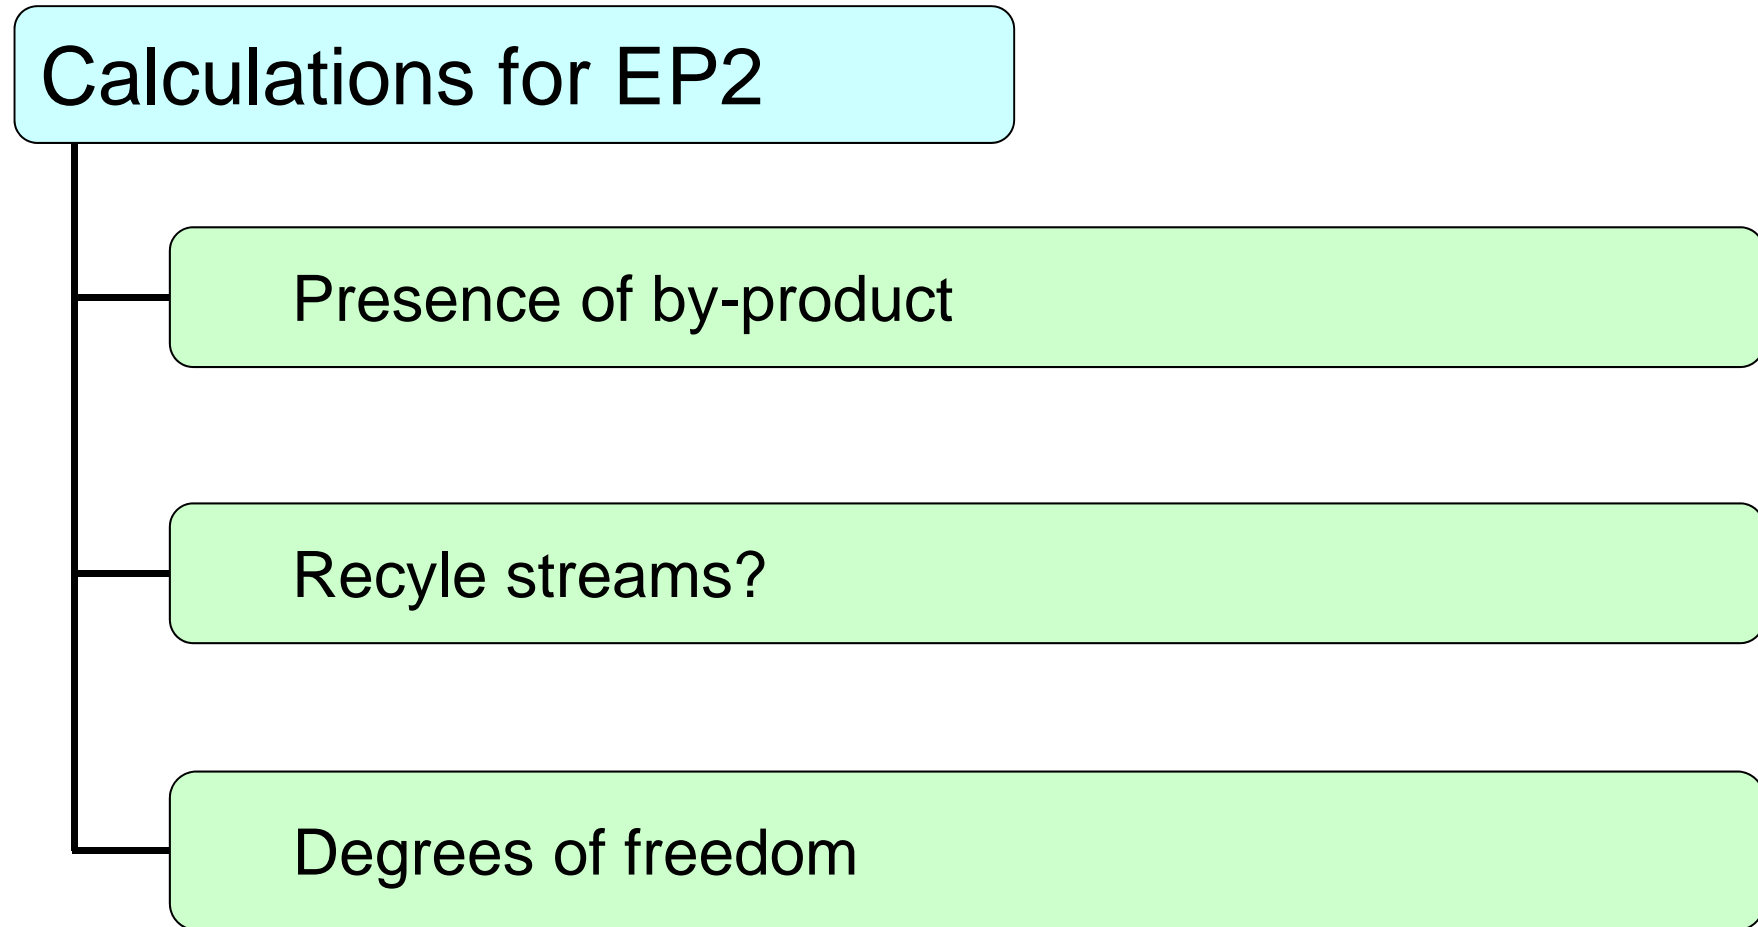 Calculations for EP2
Presence of by-product
Recyle streams?
Degrees of freedom